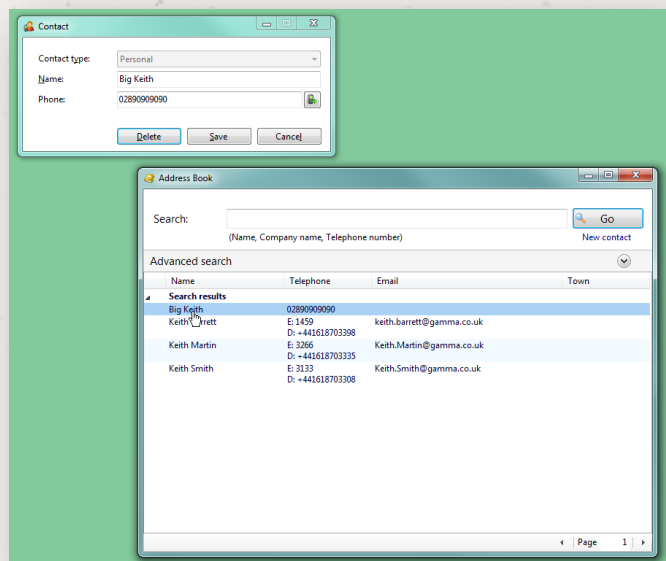 Contact
Contact type: Personal
Name: Big Keith
Phone: 02890909090
Delete Save Cancel
Address Book
Search: Go
(Name, Company name, Telephone number) New contact
Advanced search
Name Telephone Email Town
Search results
Big Keith 02890909090
Keith Barrett E: 1459 keith.barrett@gamma.co.uk
D: +441618703398
Keith Martin E: 3266 Keith.Martin@gamma.co.uk
D: +441618703335
Keith Smith E: 3133 Keith.Smith@gamma.co.uk
D: +441618703308
Page 1